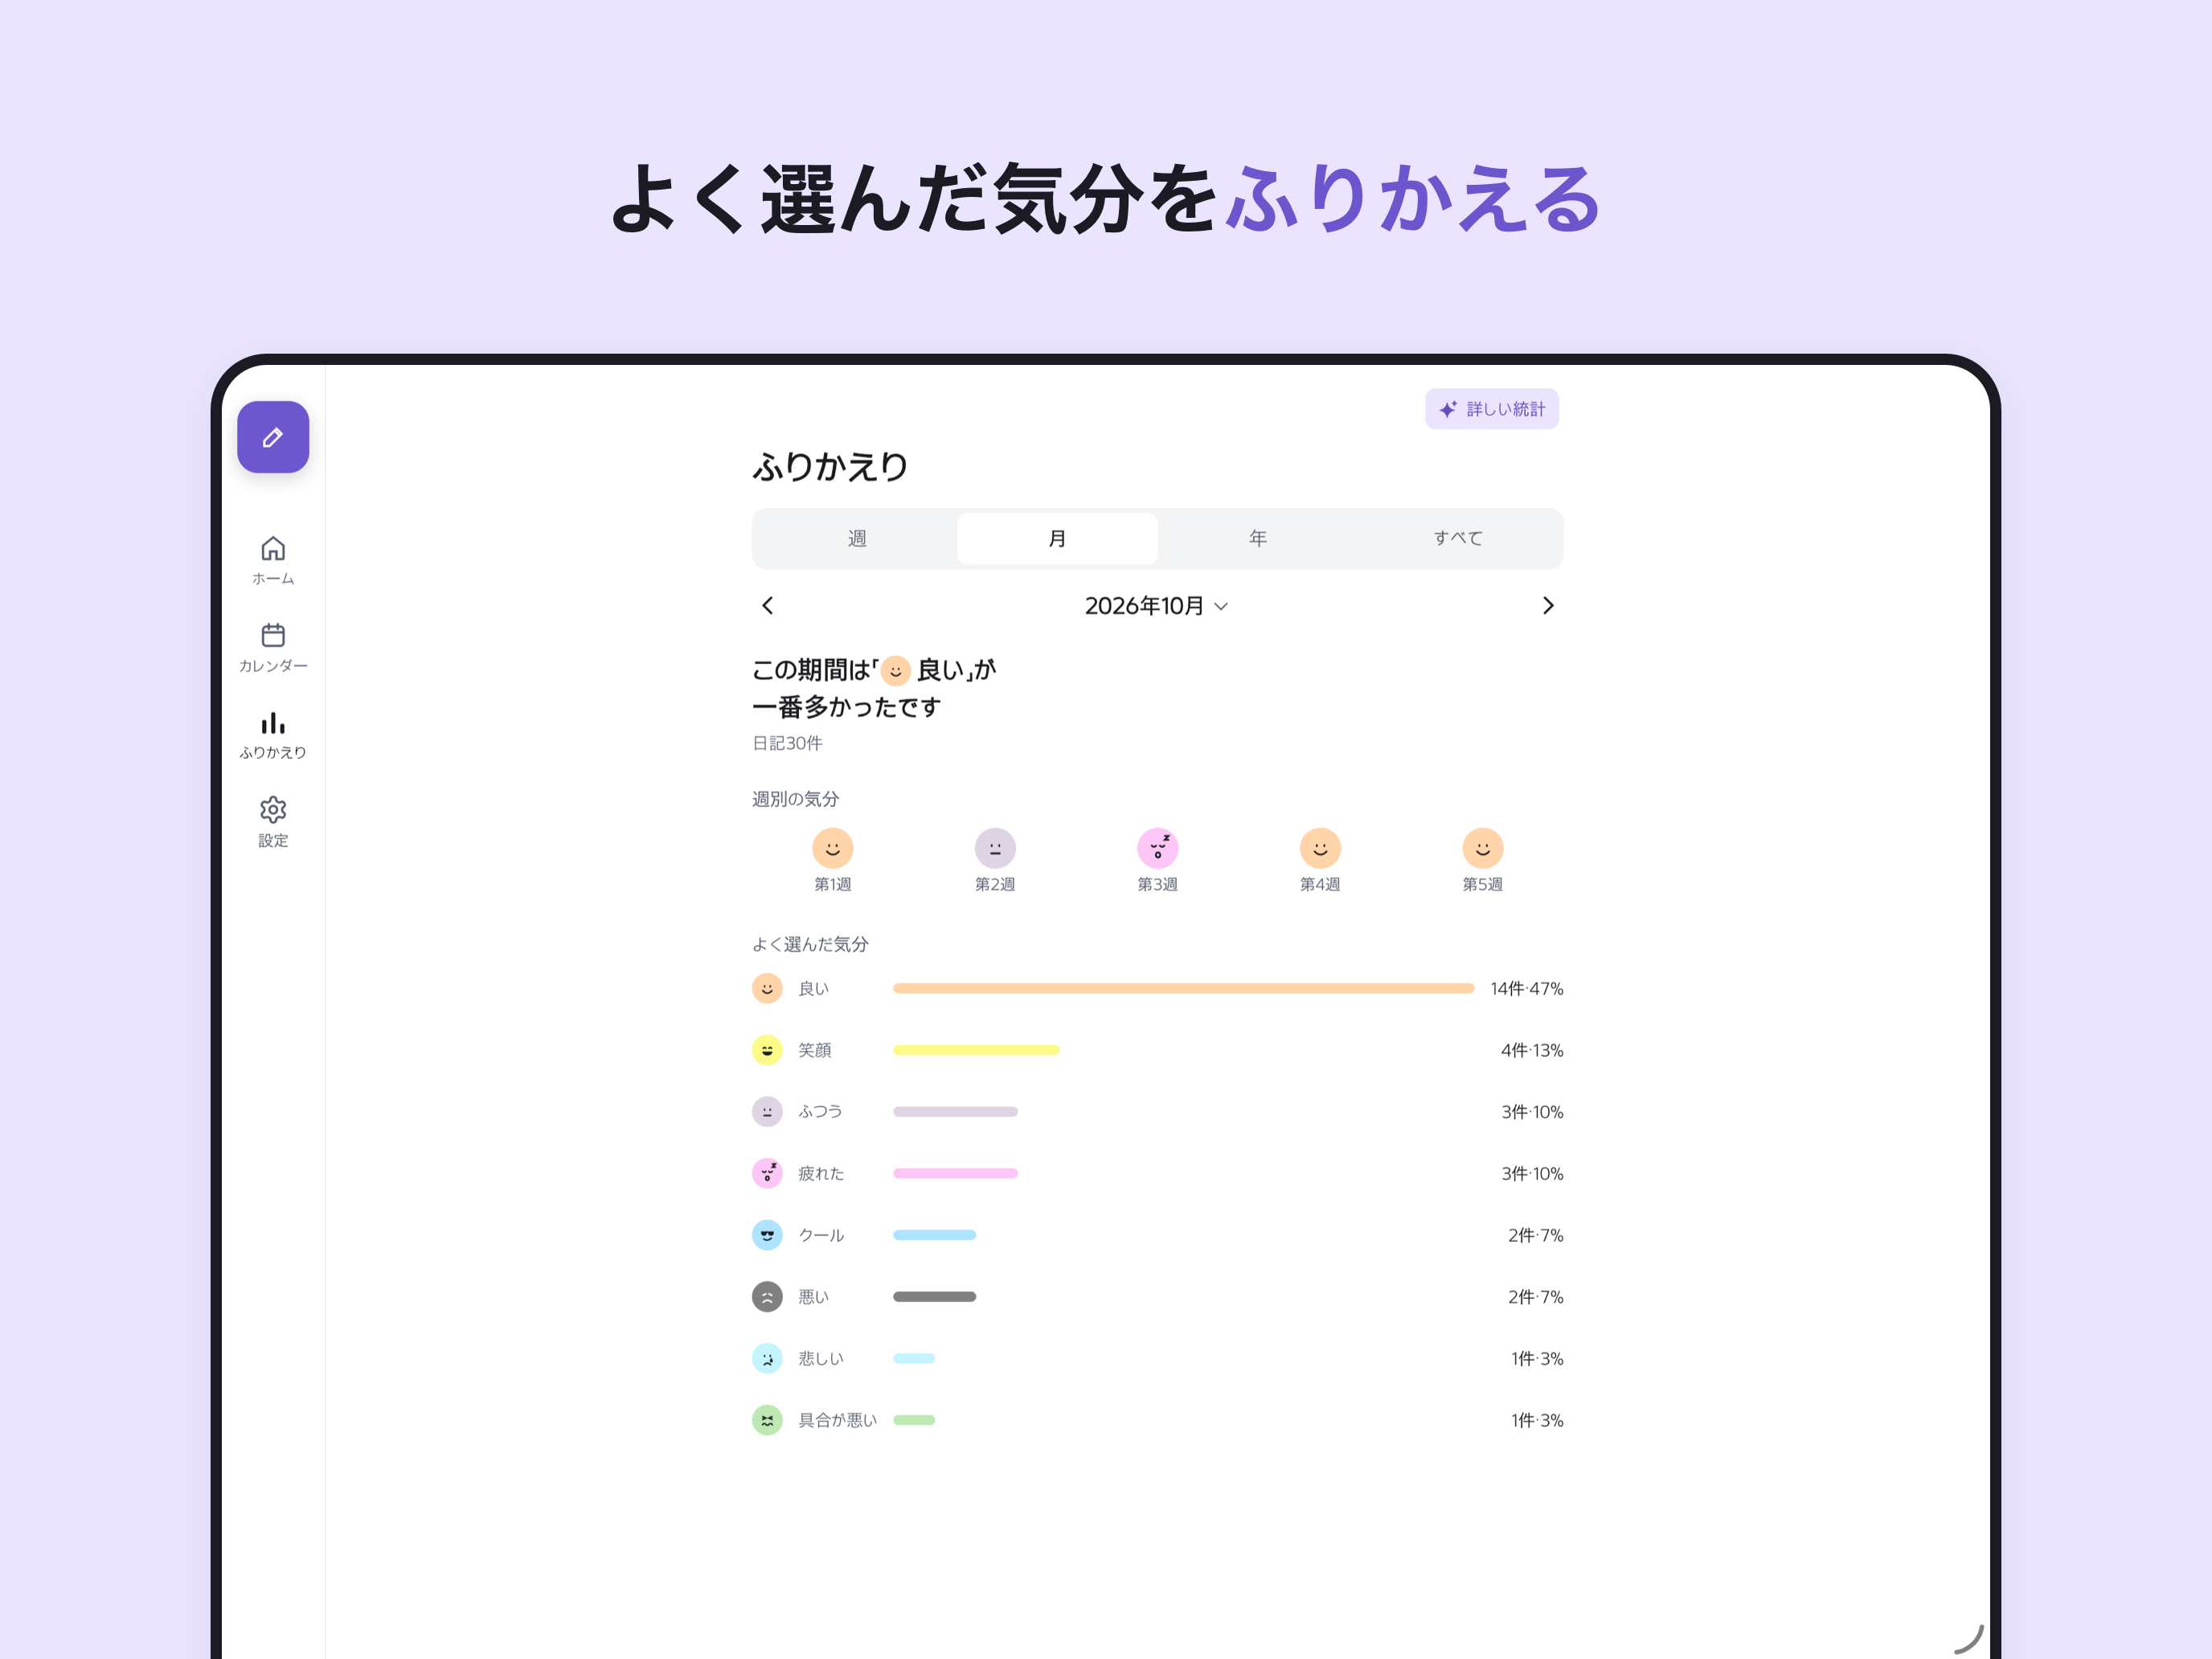 よく選んだ気分をふりかえる
詳しい統計
ふりかえり
週 月 年 すべて
2026年10月
この期間は「良い」が
一番多かったです
日記30件
週別の気分
第1週 第2週 第3週 第4週 第5週
よく選んだ気分
良い 14件·47%
笑顔 4件·13%
ふつう 3件·10%
疲れた 3件·10%
クール 2件·7%
悪い 2件·7%
悲しい 1件·3%
具合が悪い 1件·3%
ホーム
カレンダー
ふりかえり
設定